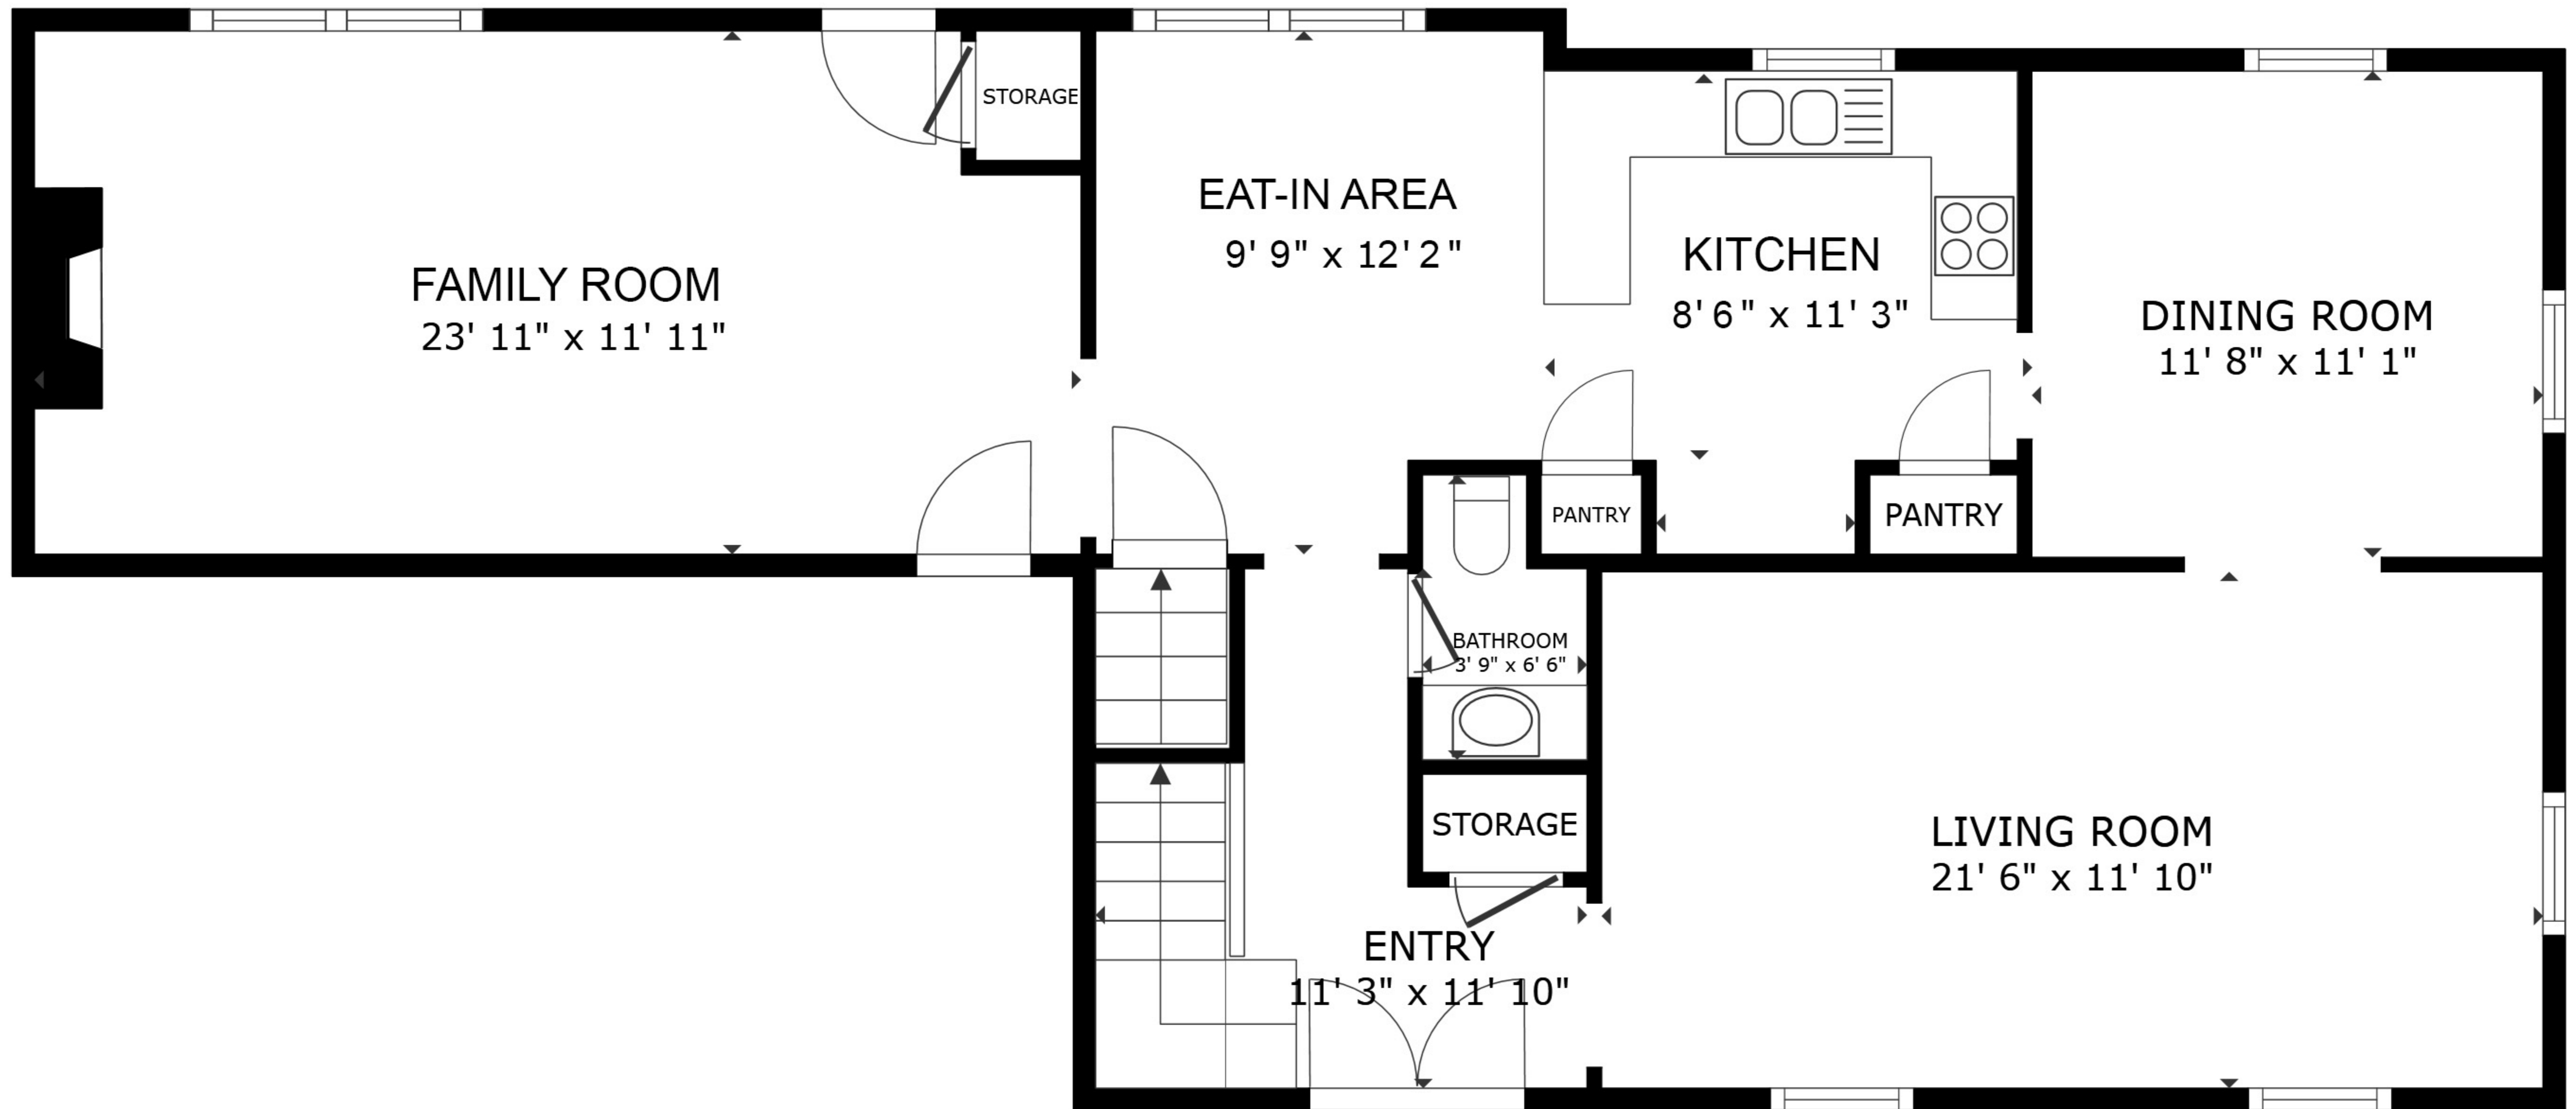 STORAGE
EAT-IN AREA
9' 9" x 12' 2"
KITCHEN
8' 6" x 11' 3"
FAMILY ROOM
23' 11" x 11' 11"
DINING ROOM
11' 8" x 11' 1"
PANTRY
PANTRY
BATHROOM
3' 9" x 6' 6"
STORAGE
LIVING ROOM
21' 6" x 11' 10"
ENTRY
11' 3" x 11' 10"